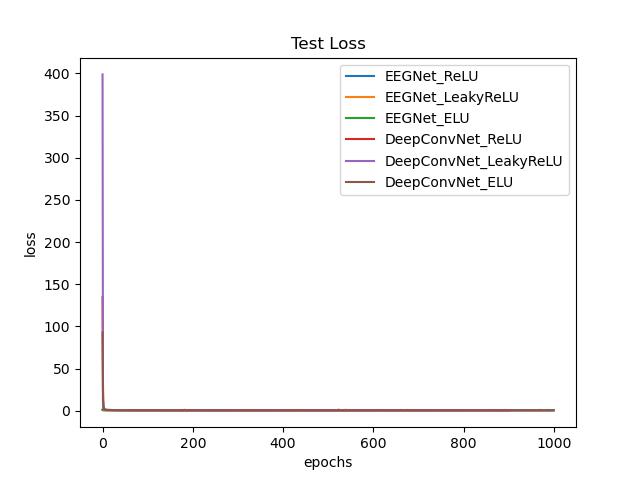 Test Loss
400
350
300
250
200
150
100
50
0
loss
EEGNet_ReLU
EEGNet_LeakyReLU
EEGNet_ELU
DeepConvNet_ReLU
DeepConvNet_LeakyReLU
DeepConvNet_ELU
0 200 400 600 800 1000
epochs